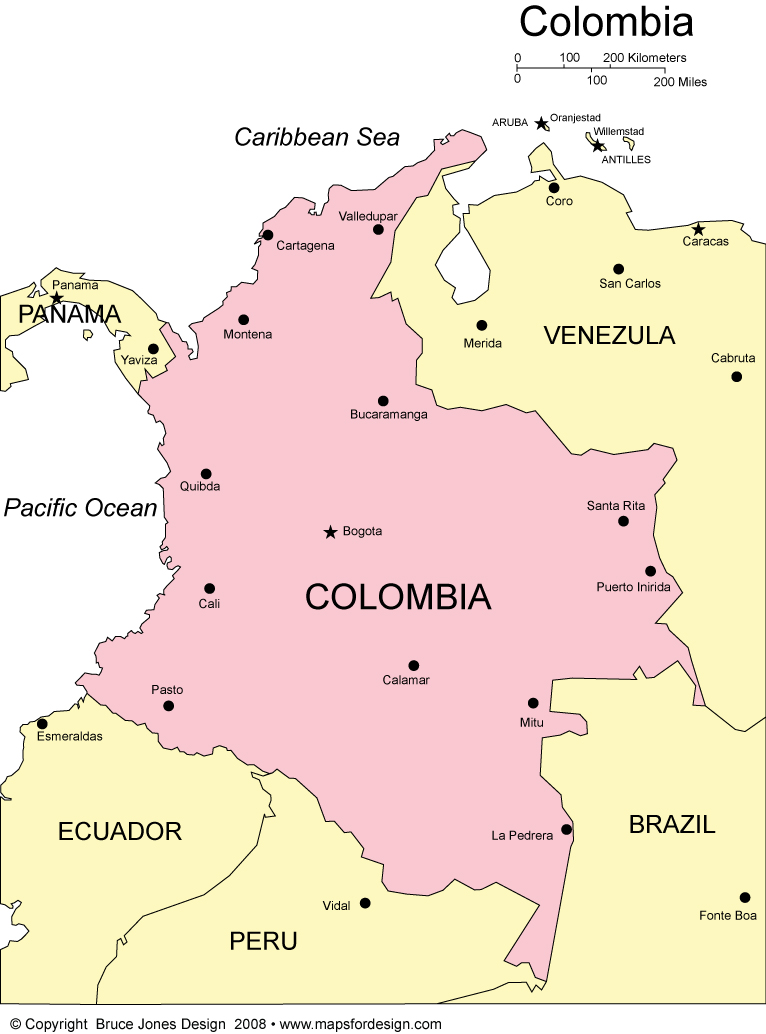 Colombia
0 100 200 Kilometers
0 100 200 Miles
Caribbean Sea
ARUBA
Oranjestad
Willemstad
ANTILLES
Coro
Valledupar
Cartagena
Caracas
San Carlos
Panama
PANAMA
Montena
Merida
VENEZULA
Yaviza
Cabruta
Bucaramanga
Quibda
Pacific Ocean
Santa Rita
Bogota
Puerto Inirida
COLOMBIA
Cali
Calamar
Pasto
Mitu
Esmeraldas
ECUADOR
La Pedrera
BRAZIL
Vidal
Fonte Boa
PERU
© Copyright Bruce Jones Design 2008 • www.mapsfordesign.com